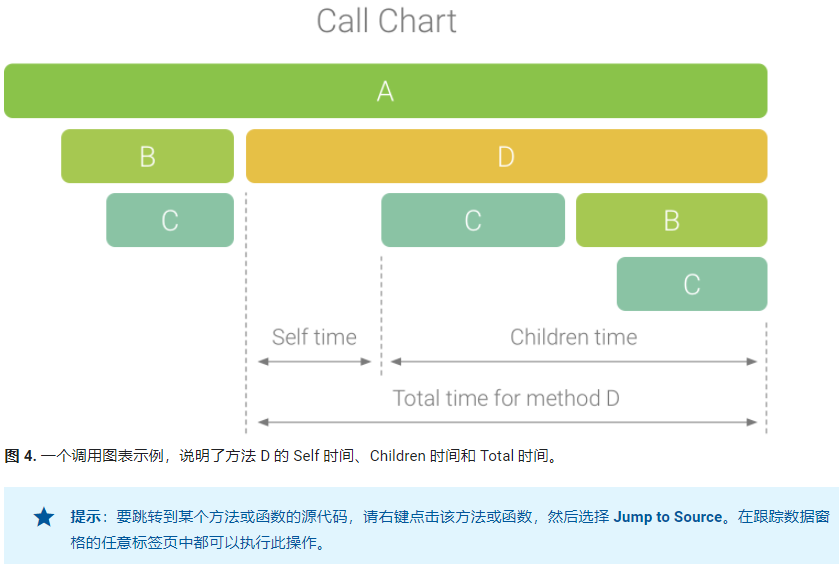 Call Chart
A
B
D
C
C
B
C
Self time
Children time
Total time for method D
图 4. 一个调用图表示例，说明了方法 D 的 Self 时间、Children 时间和 Total 时间。
提示：要跳转到某个方法或函数的源代码，请右键点击该方法或函数，然后选择 Jump to Source。在跟踪数据窗
格的任意标签页中都可以执行此操作。